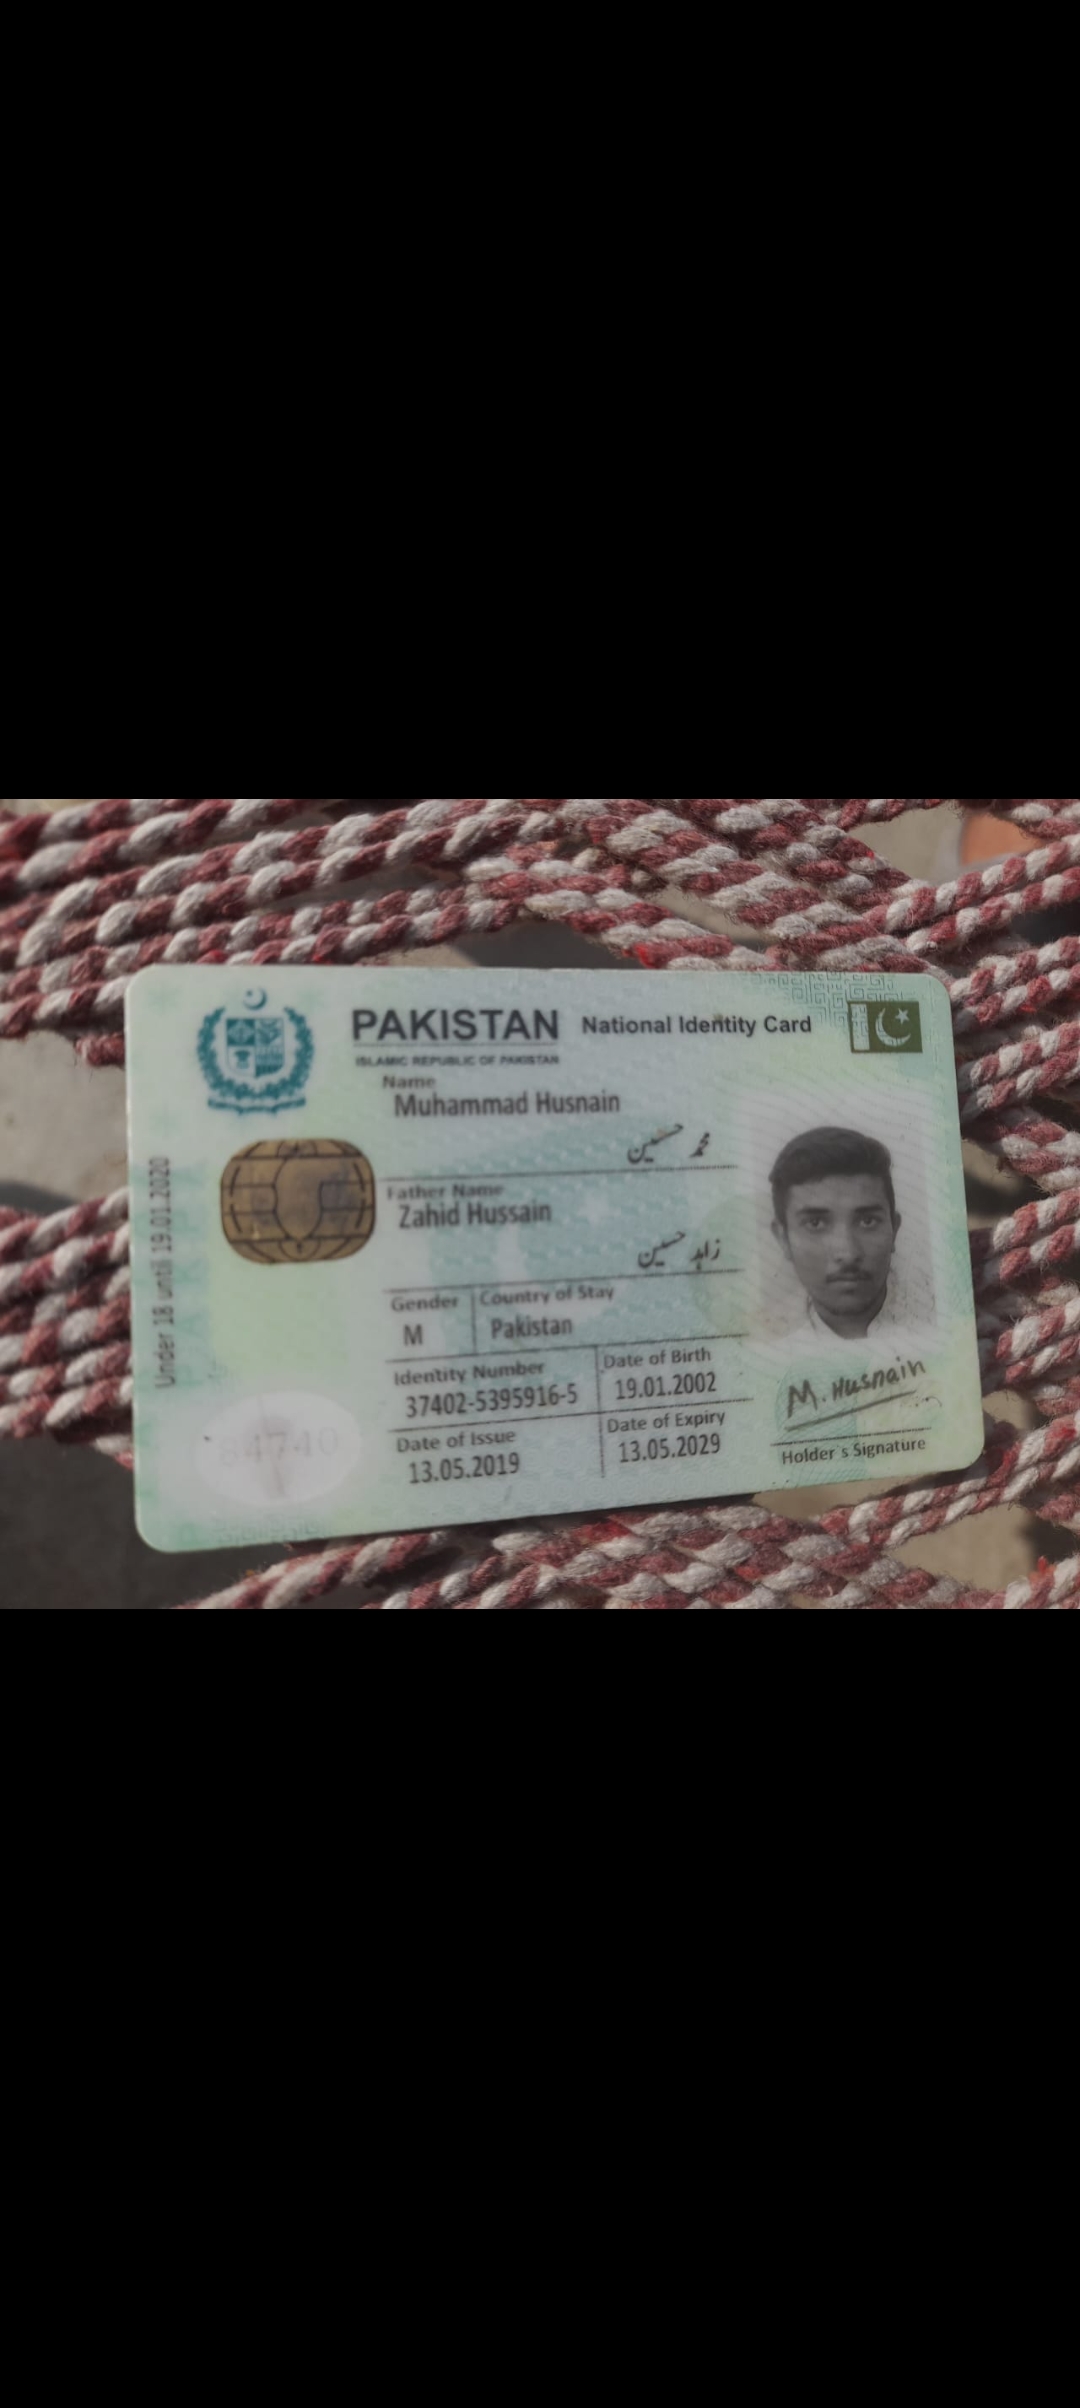 PAKISTAN National Identity Card
ISLAMIC REPUBLIC OF PAKISTAN
Name
Muhammad Husnain
محمد حسنین
Father Name
Zahid Hussain
زاہد حسین
Gender Country of Stay
M Pakistan
Identity Number Date of Birth
37402-5395916-5 19.01.2002
Date of Issue Date of Expiry
13.05.2019 13.05.2029
M. Husnain
Holder's Signature
Under 18 until 19.01.2020